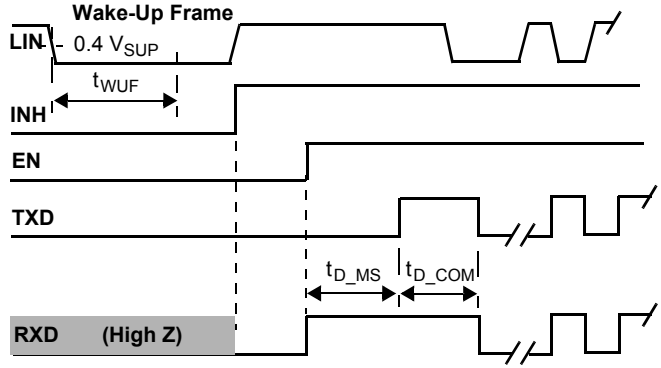 Wake-Up Frame
LIN
0.4 VSUP
tWUF
INH
EN
TXD
tD_MS
tD_COM
RXD (High Z)